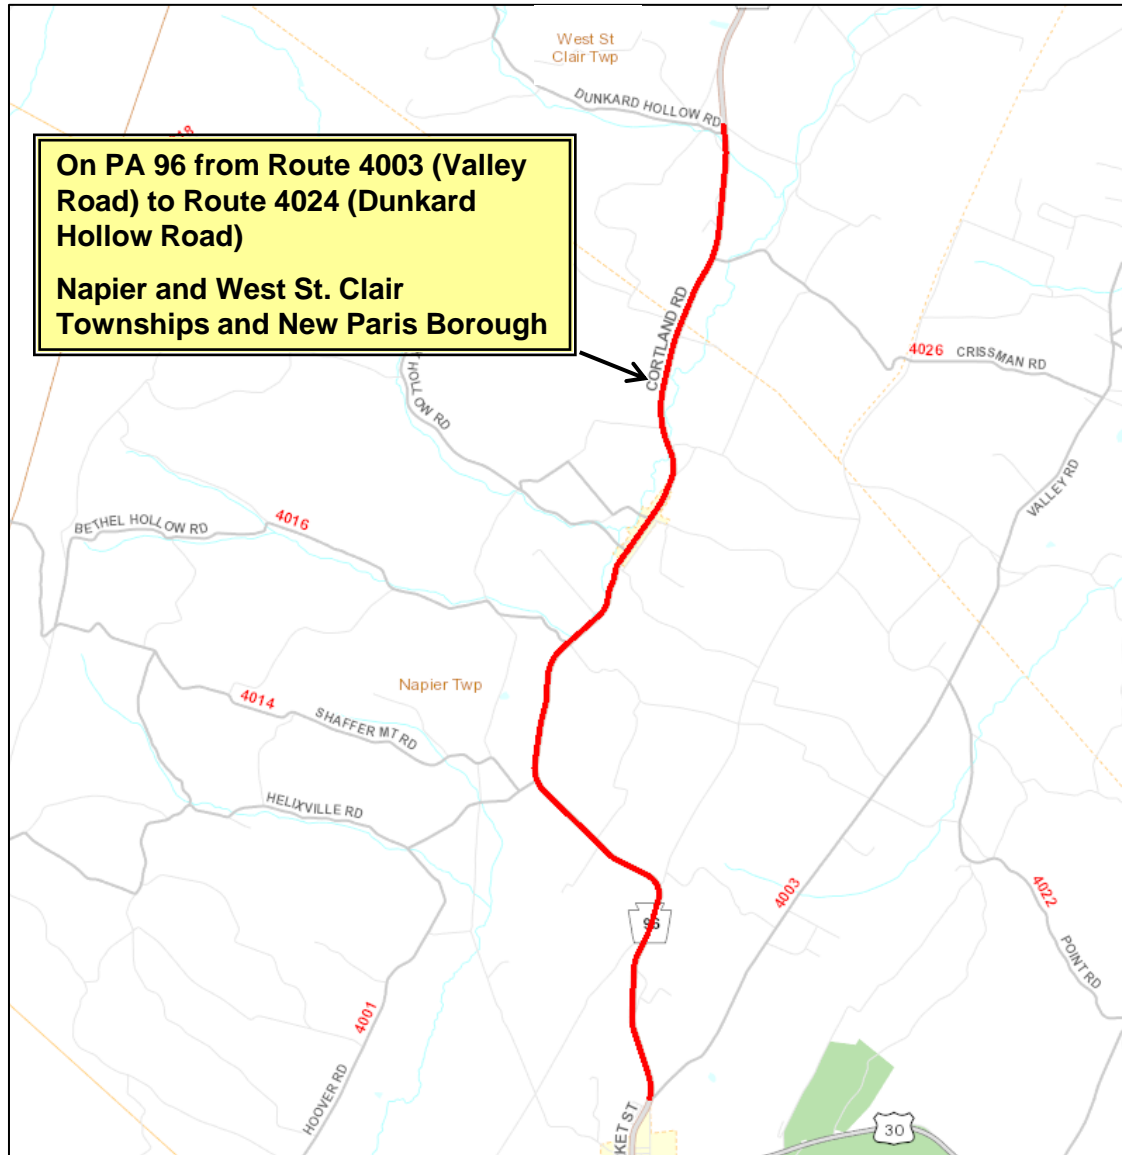 West St
Clair Twp
DUNKARD HOLLOW RD
On PA 96 from Route 4003 (Valley
Road) to Route 4024 (Dunkard
Hollow Road)
Napier and West St. Clair
Townships and New Paris Borough
CORTLAND RD
4026
CRISSMAN RD
HOLLOW RD
VALLEY RD
4016
BETHEL HOLLOW RD
Napier Twp
4014
SHAFFER MT RD
HELIXVILLE RD
4003
4022
96
POINT RD
4001
HOOVER RD
KET ST
30